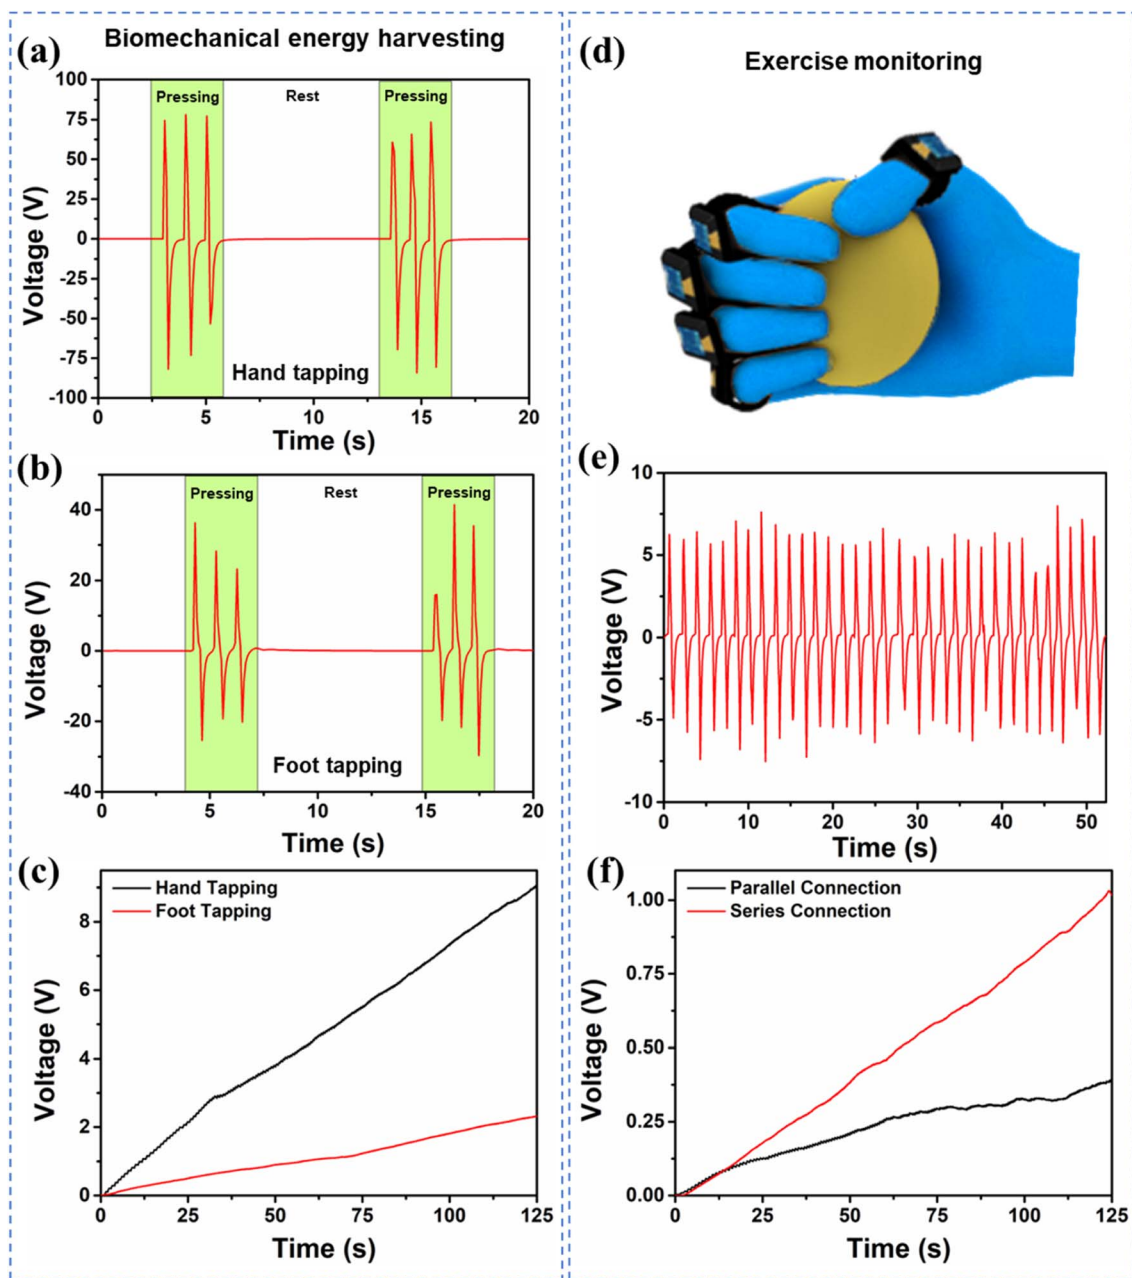 (a)
Biomechanical energy harvesting
100
75
50
25
0
-25
-50
-75
-100
Voltage (V)
Pressing
Rest
Pressing
Hand tapping
0
5
10
15
20
Time (s)
(b)
40
20
0
-20
-40
Voltage (V)
Pressing
Rest
Pressing
Foot tapping
0
5
10
15
20
Time (s)
(c)
8
6
4
2
0
Voltage (V)
Hand Tapping
Foot Tapping
0
25
50
75
100
125
Time (s)
(d)
Exercise monitoring
(e)
10
5
0
-5
-10
Voltage (V)
0
10
20
30
40
50
Time (s)
(f)
1.00
0.75
0.50
0.25
0.00
Voltage (V)
Parallel Connection
Series Connection
0
25
50
75
100
125
Time (s)